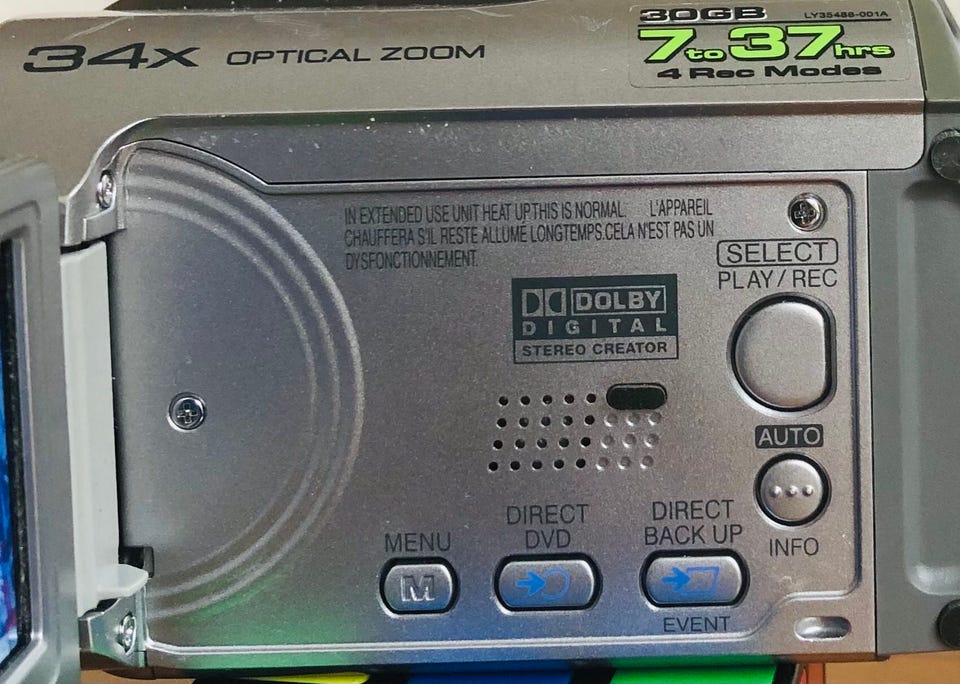 34x OPTICAL ZOOM
30GB LY35488-001A
7 to 37 hrs
4 Rec Modes
IN EXTENDED USE UNIT HEAT UP THIS IS NORMAL. L'APPAREIL
CHAUFFERA S'IL RESTE ALLUME LONGTEMPS.CELA N'EST PAS UN
DYSFONCTIONNEMENT.
SELECT
PLAY/REC
DOLBY
DIGITAL
STEREO CREATOR
AUTO
INFO
MENU
M
DIRECT
DVD
DIRECT
BACK UP
EVENT